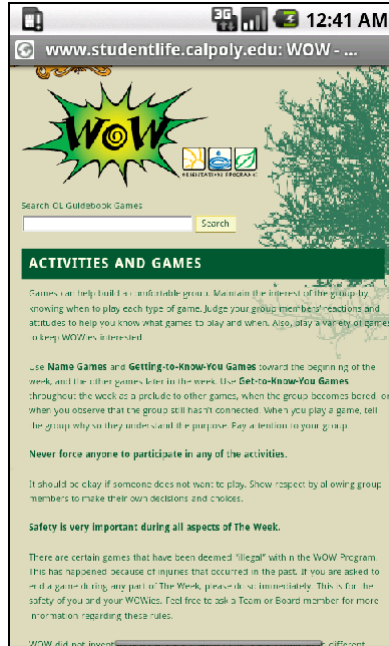 3G 12:41 AM
www.studentlife.calpoly.edu: WOW - ...
WOW
ORIENTATION PROGRAMS
Search OL Guidebook Games
Search
ACTIVITIES AND GAMES
Games can help build a comfortable group. Maintain the interest of the group by
knowing when to play each type of game. Judge your group members' reactions and
attitudes to help you know what games to play and when. Also, play a variety of games
to keep WOWies interested.
Use Name Games and Getting-to-Know-You Games toward the beginning of the
week, and the other games later in the week. Use Get-to-Know-You Games
throughout the week as a prelude to other games, when the group becomes bored, or
when you observe that the group still hasn't connected. When you play a game, tell
the group why so they understand the purpose. Pay attention to your group.
Never force anyone to participate in any of the activities.
It should be okay if someone does not want to play. Show respect by allowing group
members to make their own decisions and choices.
Safety is very important during all aspects of The Week.
There are certain games that have been deemed "illegal" within the WOW Program.
This has happened because of injuries that occurred in the past. If you are asked to
end a game during any part of The Week, please do so immediately. This is for the
safety of you and your WOWies. Feel free to ask a Team or Board member for more
information regarding these rules.
WOW did not invent different